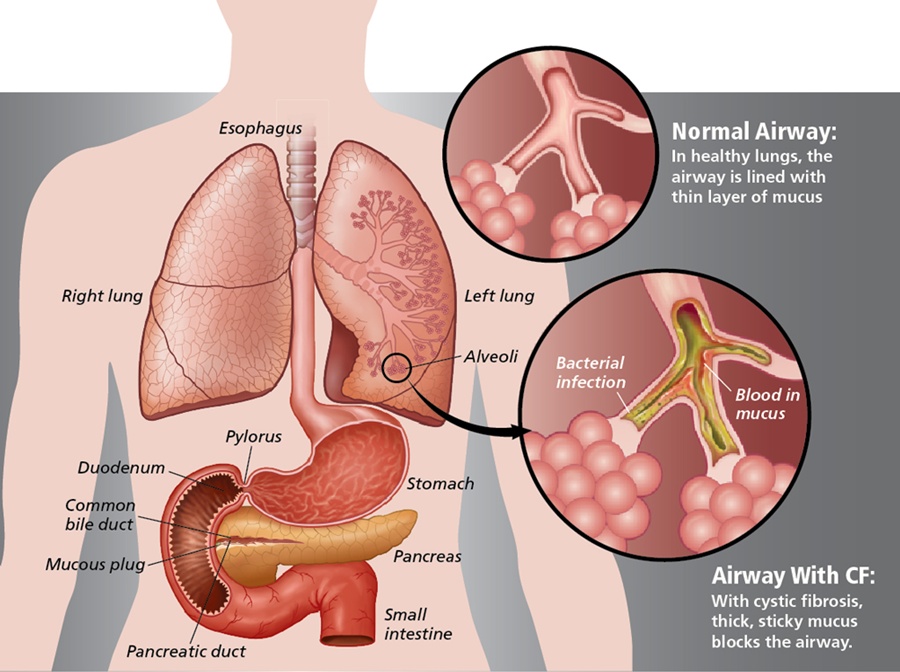 Esophagus
Normal Airway:
In healthy lungs, the
airway is lined with
thin layer of mucus
Right lung
Left lung
Alveoli
Bacterial
infection
Blood in
mucus
Pylorus
Duodenum
Stomach
Common
bile duct
Mucous plug
Pancreas
Airway With CF:
With cystic fibrosis,
thick, sticky mucus
blocks the airway.
Small
intestine
Pancreatic duct